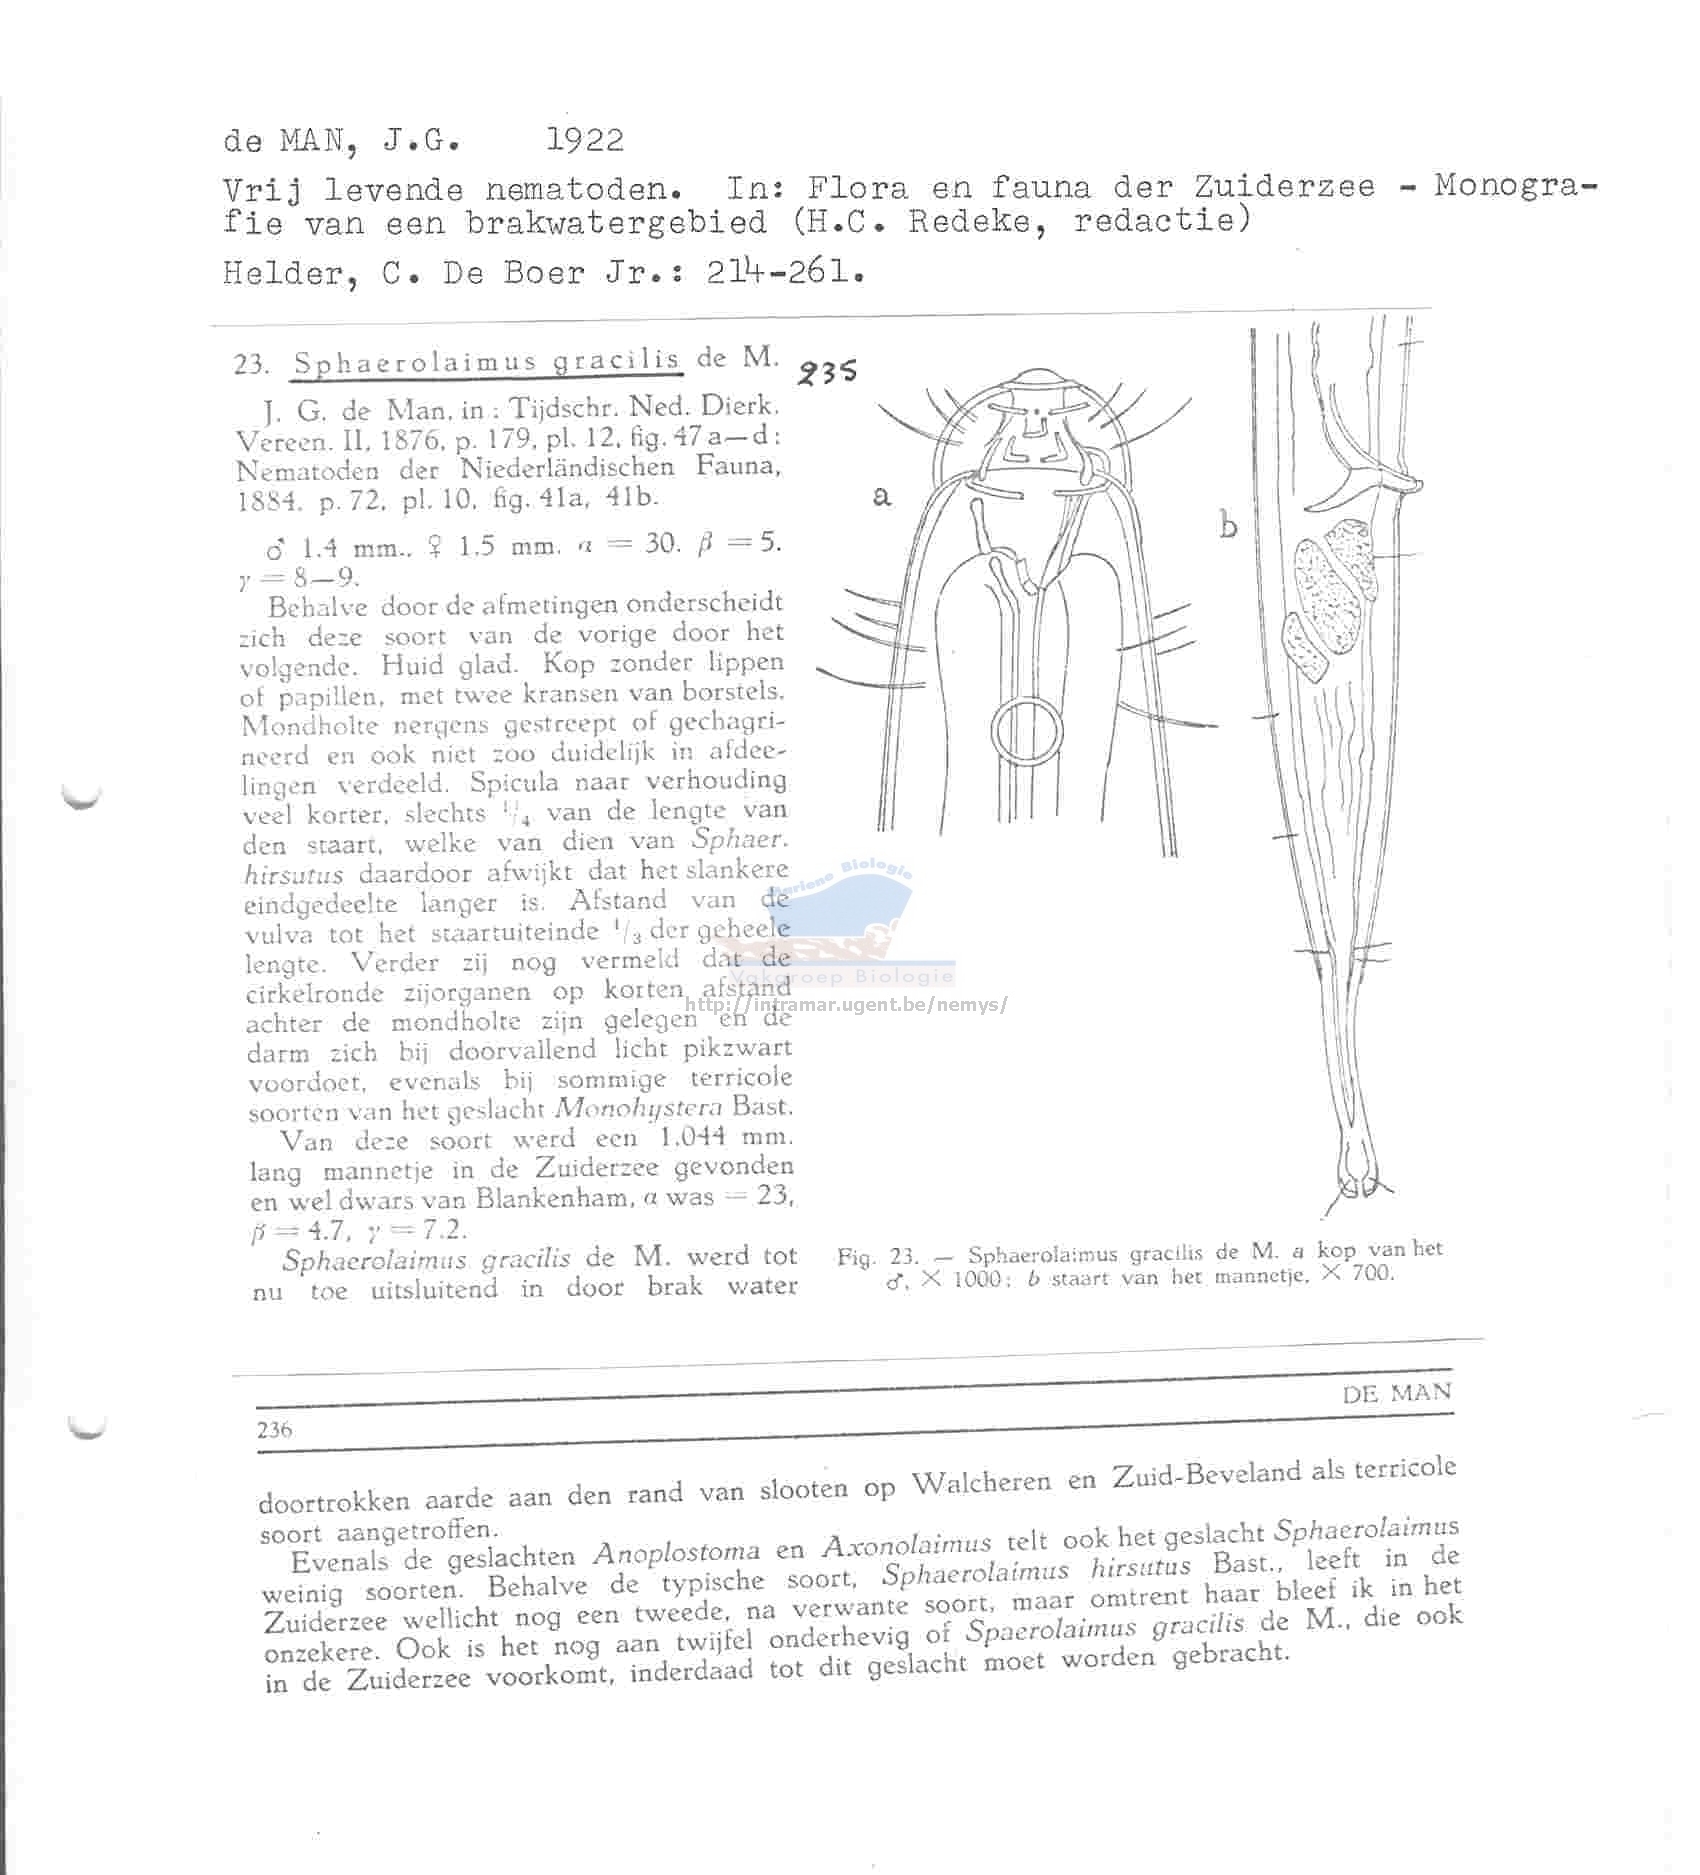 de MAN, J.G. 1922
Vrij levende nematoden. In: Flora en fauna der Zuiderzee - Monogra-
fie van een brakwatergebied (H.C. Redeke, redactie)
Helder, C. De Boer Jr.: 214-261.
23. Sphaerolaimus gracilis de M. 235
J. G. de Man, in: Tijdschr. Ned. Dierk.
Vereen. II, 1876, p. 179, pl. 12, fig. 47 a—d;
Nematoden der Niederländischen Fauna,
1884, p. 72, pl. 10, fig. 41a, 41b.
♂ 1.4 mm., ♀ 1.5 mm. α = 30. β = 5.
γ = 8—9.
Behalve door de afmetingen onderscheidt
zich deze soort van de vorige door het
volgende. Huid glad. Kop zonder lippen
of papillen, met twee kransen van borstels.
Mondholte nergens gestreept of gechagri-
neerd en ook niet zoo duidelijk in afdee-
lingen verdeeld. Spicula naar verhouding
veel korter, slechts 1/4 van de lengte van
den staart, welke van dien van Sphaer.
hirsutus daardoor afwijkt dat het slankere
eindgedeelte langer is. Afstand van de
vulva tot het staartuiteinde 1/3 der geheele
lengte. Verder zij nog vermeld dat de
cirkelronde zijorganen op korten afstand
achter de mondholte zijn gelegen en de
darm zich bij doorvallend licht pikzwart
voordoet, evenals bij sommige terricole
soorten van het geslacht Monohystera Bast.
Van deze soort werd een 1.044 mm.
lang mannetje in de Zuiderzee gevonden
en wel dwars van Blankenham, α was = 23,
β = 4.7, γ = 7.2.
Sphaerolaimus gracilis de M. werd tot
nu toe uitsluitend in door brak water
a
b
Mariene Biologie
Vakgroep Biologie
http://intramar.ugent.be/nemys/
Fig. 23. — Sphaerolaimus gracilis de M. a kop van het
♂, × 1000; b staart van het mannetje, × 700.
236
DE MAN
doortrokken aarde aan den rand van slooten op Walcheren en Zuid-Beveland als terricole
soort aangetroffen.
Evenals de geslachten Anoplostoma en Axonolaimus telt ook het geslacht Sphaerolaimus
weinig soorten. Behalve de typische soort, Sphaerolaimus hirsutus Bast., leeft in de
Zuiderzee wellicht nog een tweede, na verwante soort, maar omtrent haar bleef ik in het
onzekere. Ook is het nog aan twijfel onderhevig of Spaerolaimus gracilis de M., die ook
in de Zuiderzee voorkomt, inderdaad tot dit geslacht moet worden gebracht.